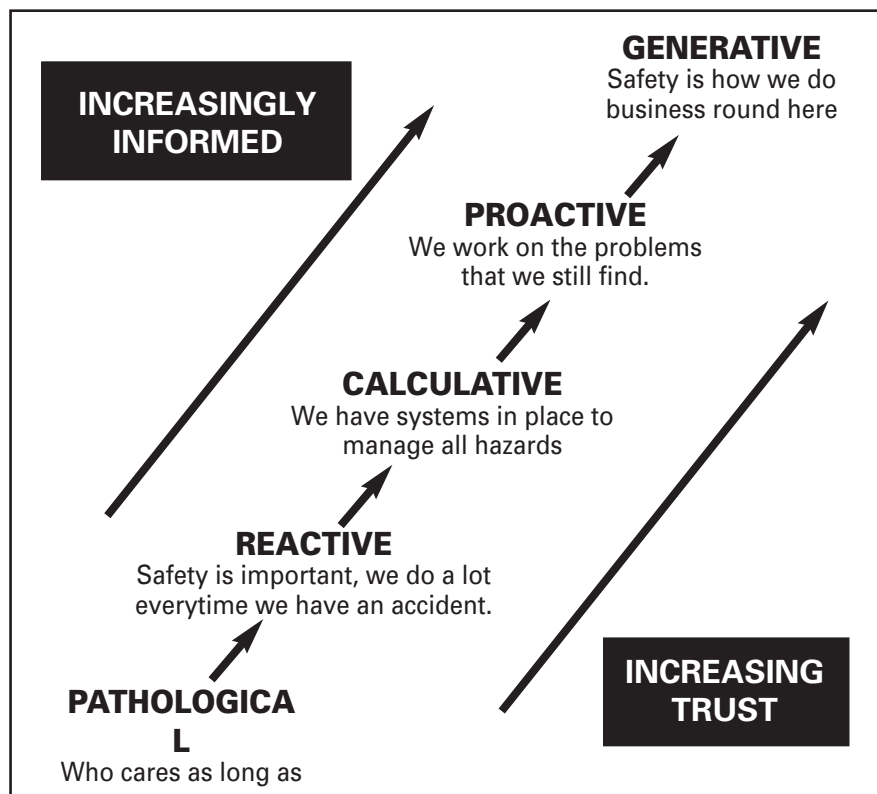 GENERATIVE
Safety is how we do
business round here
INCREASINGLY
INFORMED
PROACTIVE
We work on the problems
that we still find.
CALCULATIVE
We have systems in place to
manage all hazards
REACTIVE
Safety is important, we do a lot
everytime we have an accident.
INCREASING
TRUST
PATHOLOGICA
L
Who cares as long as